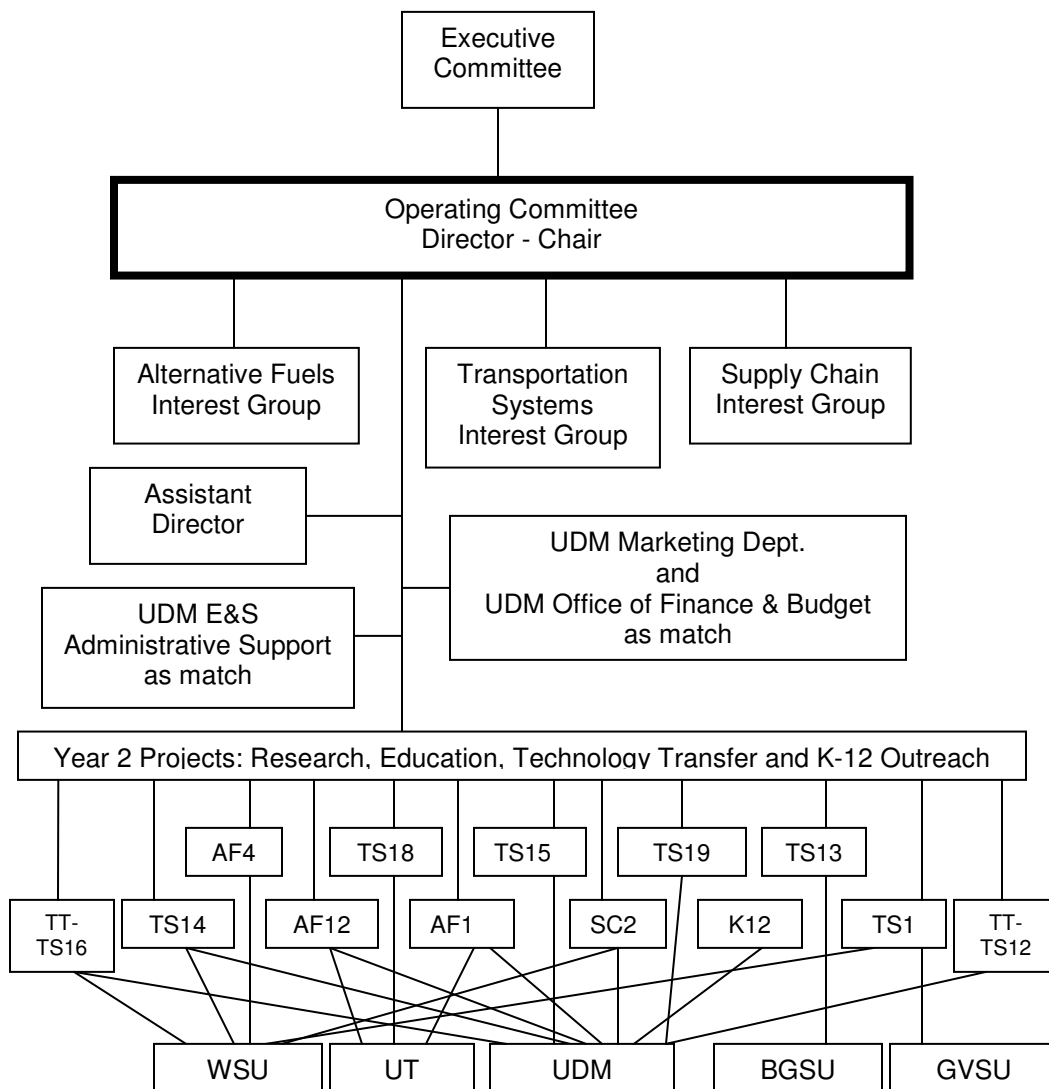 Executive
Committee
Operating Committee
Director - Chair
Alternative Fuels
Interest Group
Transportation
Systems
Interest Group
Supply Chain
Interest Group
Assistant
Director
UDM Marketing Dept.
and
UDM Office of Finance & Budget
as match
UDM E&S
Administrative Support
as match
Year 2 Projects: Research, Education, Technology Transfer and K-12 Outreach
AF4
TS18
TS15
TS19
TS13
TT-
TS16
TS14
AF12
AF1
SC2
K12
TS1
TT-
TS12
WSU
UT
UDM
BGSU
GVSU